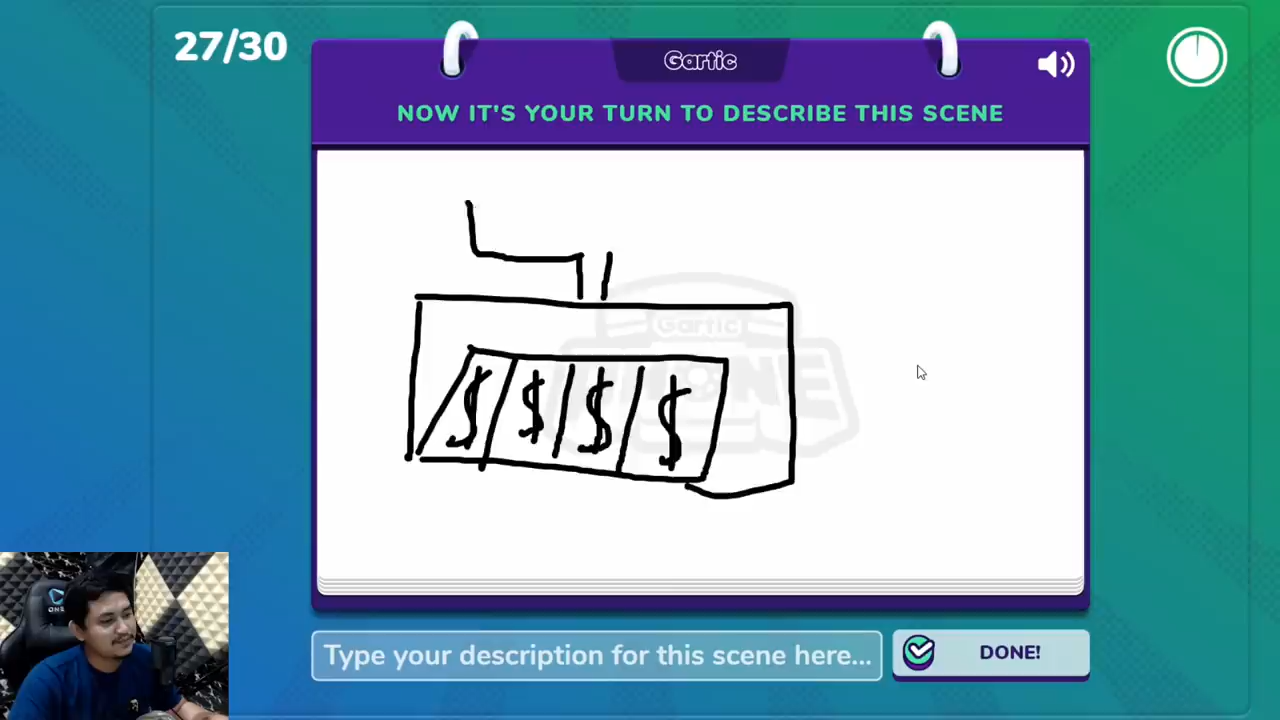 27/30
Gartic
NOW IT'S YOUR TURN TO DESCRIBE THIS SCENE
Gartic
$ $ $ $
Type your description for this scene here...
DONE!